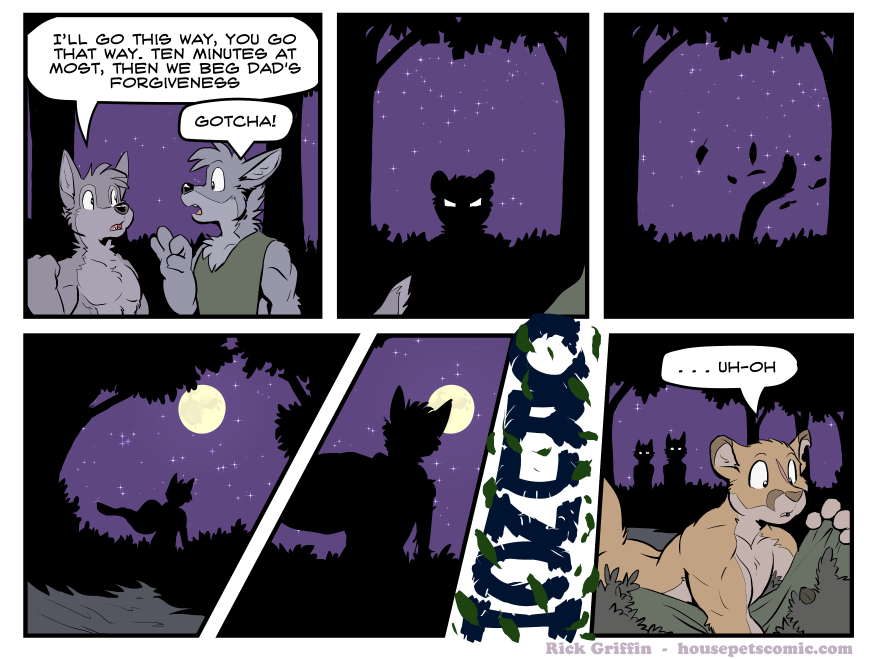 I'LL GO THIS WAY, YOU GO
THAT WAY. TEN MINUTES AT
MOST, THEN WE BEG DAD'S
FORGIVENESS
GOTCHA!
. . . UH-OH
Rick Griffin - housepetscomic.com